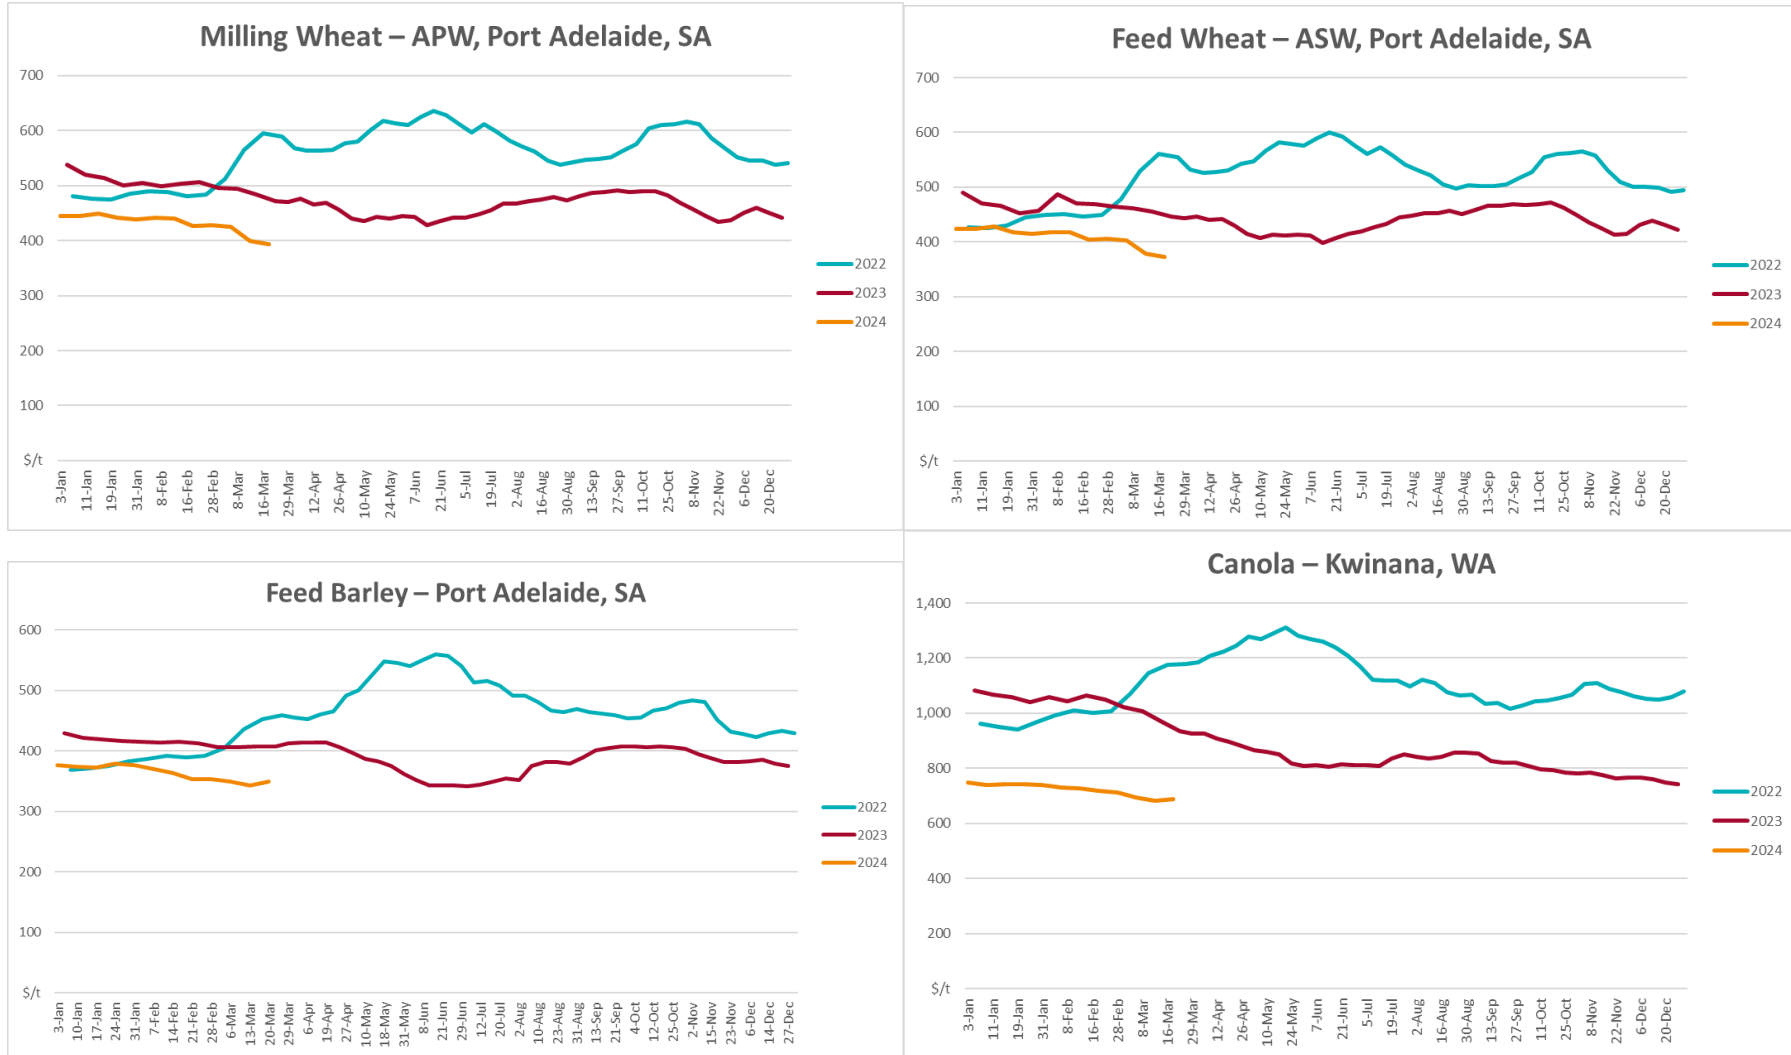 Milling Wheat – APW, Port Adelaide, SA
700
600
500
400
300
200
100
$/t
3-Jan
11-Jan
19-Jan
31-Jan
8-Feb
16-Feb
28-Feb
8-Mar
16-Mar
29-Mar
12-Apr
26-Apr
10-May
24-May
7-Jun
21-Jun
5-Jul
19-Jul
2-Aug
16-Aug
30-Aug
13-Sep
27-Sep
11-Oct
25-Oct
8-Nov
22-Nov
6-Dec
20-Dec
2022
2023
2024
Feed Wheat – ASW, Port Adelaide, SA
700
600
500
400
300
200
100
$/t
3-Jan
11-Jan
19-Jan
31-Jan
8-Feb
16-Feb
28-Feb
8-Mar
16-Mar
29-Mar
12-Apr
26-Apr
10-May
24-May
7-Jun
21-Jun
5-Jul
19-Jul
2-Aug
16-Aug
30-Aug
13-Sep
27-Sep
11-Oct
25-Oct
8-Nov
22-Nov
6-Dec
20-Dec
2022
2023
2024
Feed Barley – Port Adelaide, SA
600
500
400
300
200
100
$/t
3-Jan
10-Jan
17-Jan
24-Jan
31-Jan
7-Feb
14-Feb
21-Feb
28-Feb
6-Mar
13-Mar
20-Mar
29-Mar
6-Apr
19-Apr
27-Apr
10-May
18-May
31-May
8-Jun
21-Jun
29-Jun
12-Jul
20-Jul
2-Aug
10-Aug
23-Aug
31-Aug
13-Sep
21-Sep
4-Oct
12-Oct
25-Oct
2-Nov
15-Nov
23-Nov
6-Dec
14-Dec
27-Dec
2022
2023
2024
Canola – Kwinana, WA
1,400
1,200
1,000
800
600
400
200
$/t
3-Jan
11-Jan
19-Jan
31-Jan
8-Feb
16-Feb
28-Feb
8-Mar
16-Mar
29-Mar
12-Apr
26-Apr
10-May
24-May
7-Jun
21-Jun
5-Jul
19-Jul
2-Aug
16-Aug
30-Aug
13-Sep
27-Sep
11-Oct
25-Oct
8-Nov
22-Nov
6-Dec
20-Dec
2022
2023
2024